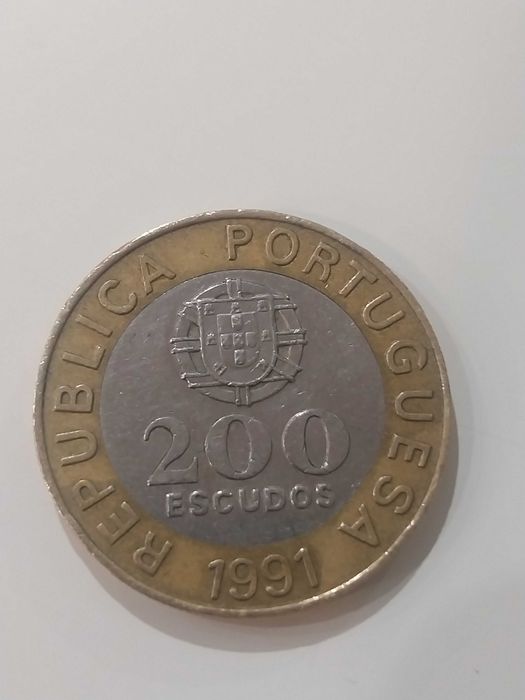 REPUBLICA PORTUGUESA
200
ESCUDOS
1991